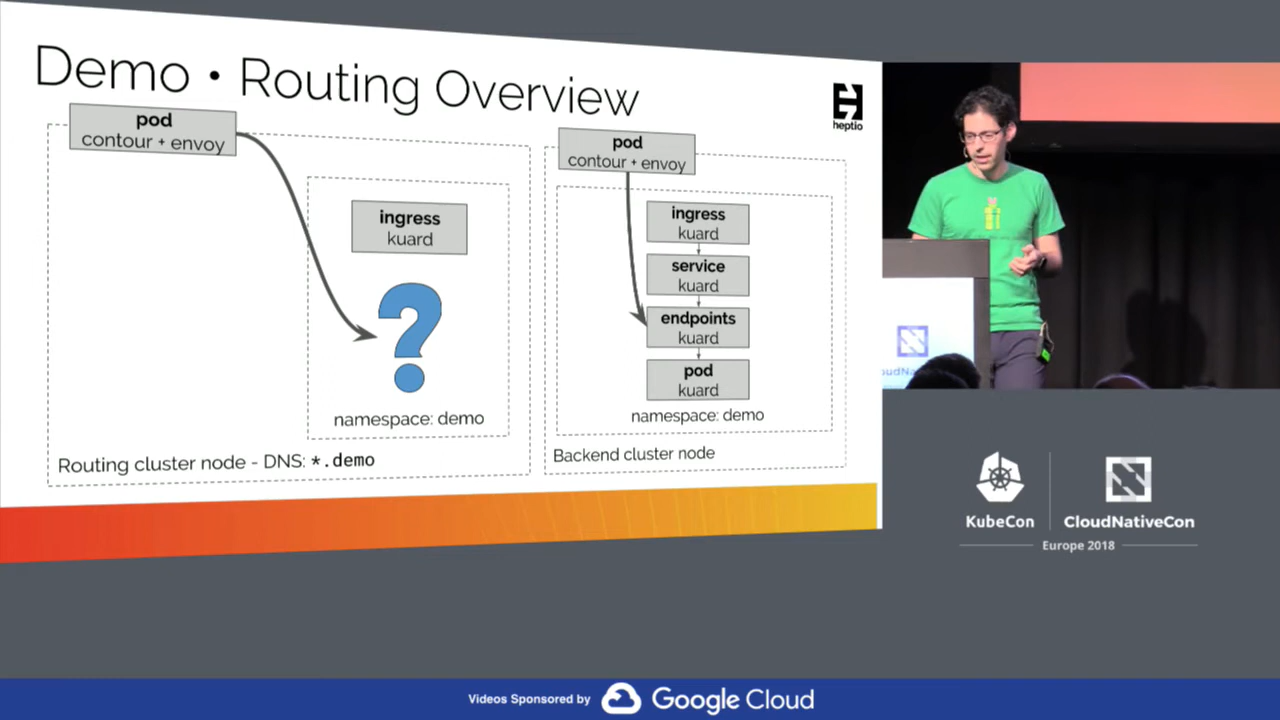 Demo • Routing Overview
heptio
pod
contour + envoy
ingress
kuard
?
namespace: demo
Routing cluster node - DNS: *.demo
pod
contour + envoy
ingress
kuard
service
kuard
endpoints
kuard
pod
kuard
namespace: demo
Backend cluster node
KubeCon
CloudNativeCon
Europe 2018
Videos Sponsored by
Google Cloud